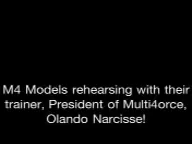 M4 Models rehearsing with their
trainer, President of Multi4orce,
Olando Narcisse!